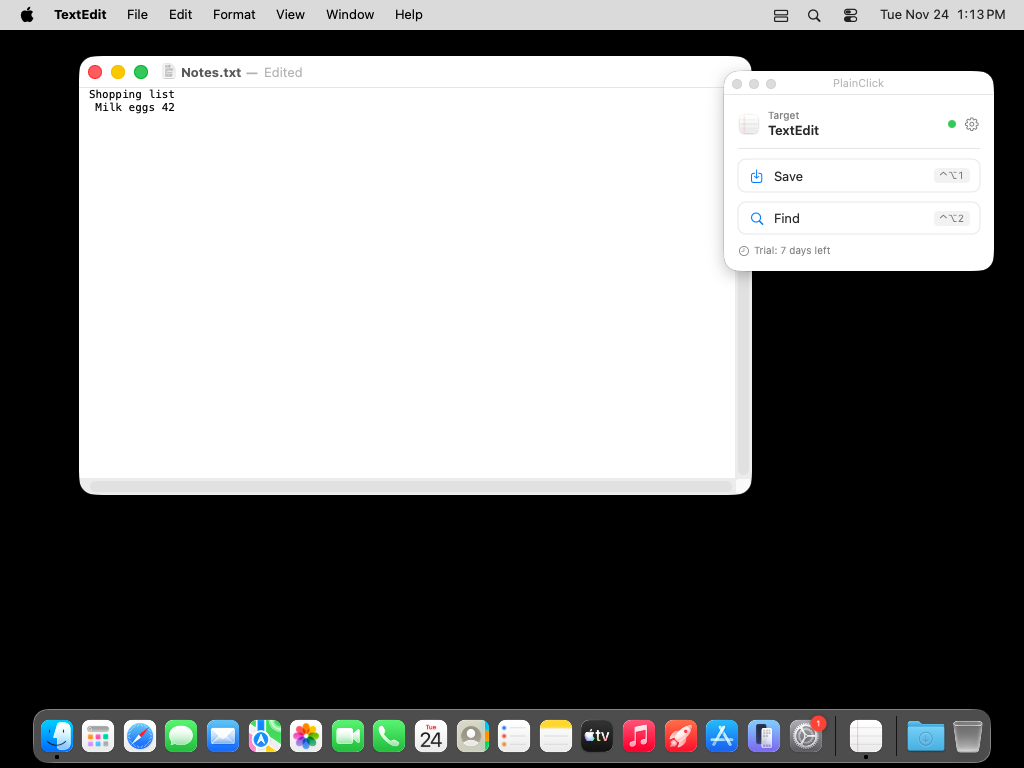 TextEdit File Edit Format View Window Help Tue Nov 24 1:13 PM
Notes.txt — Edited
Shopping list
 Milk eggs 42
PlainClick
Target
TextEdit
Save ⌃⌥1
Find ⌃⌥2
Trial: 7 days left
TUE
24
tv
1